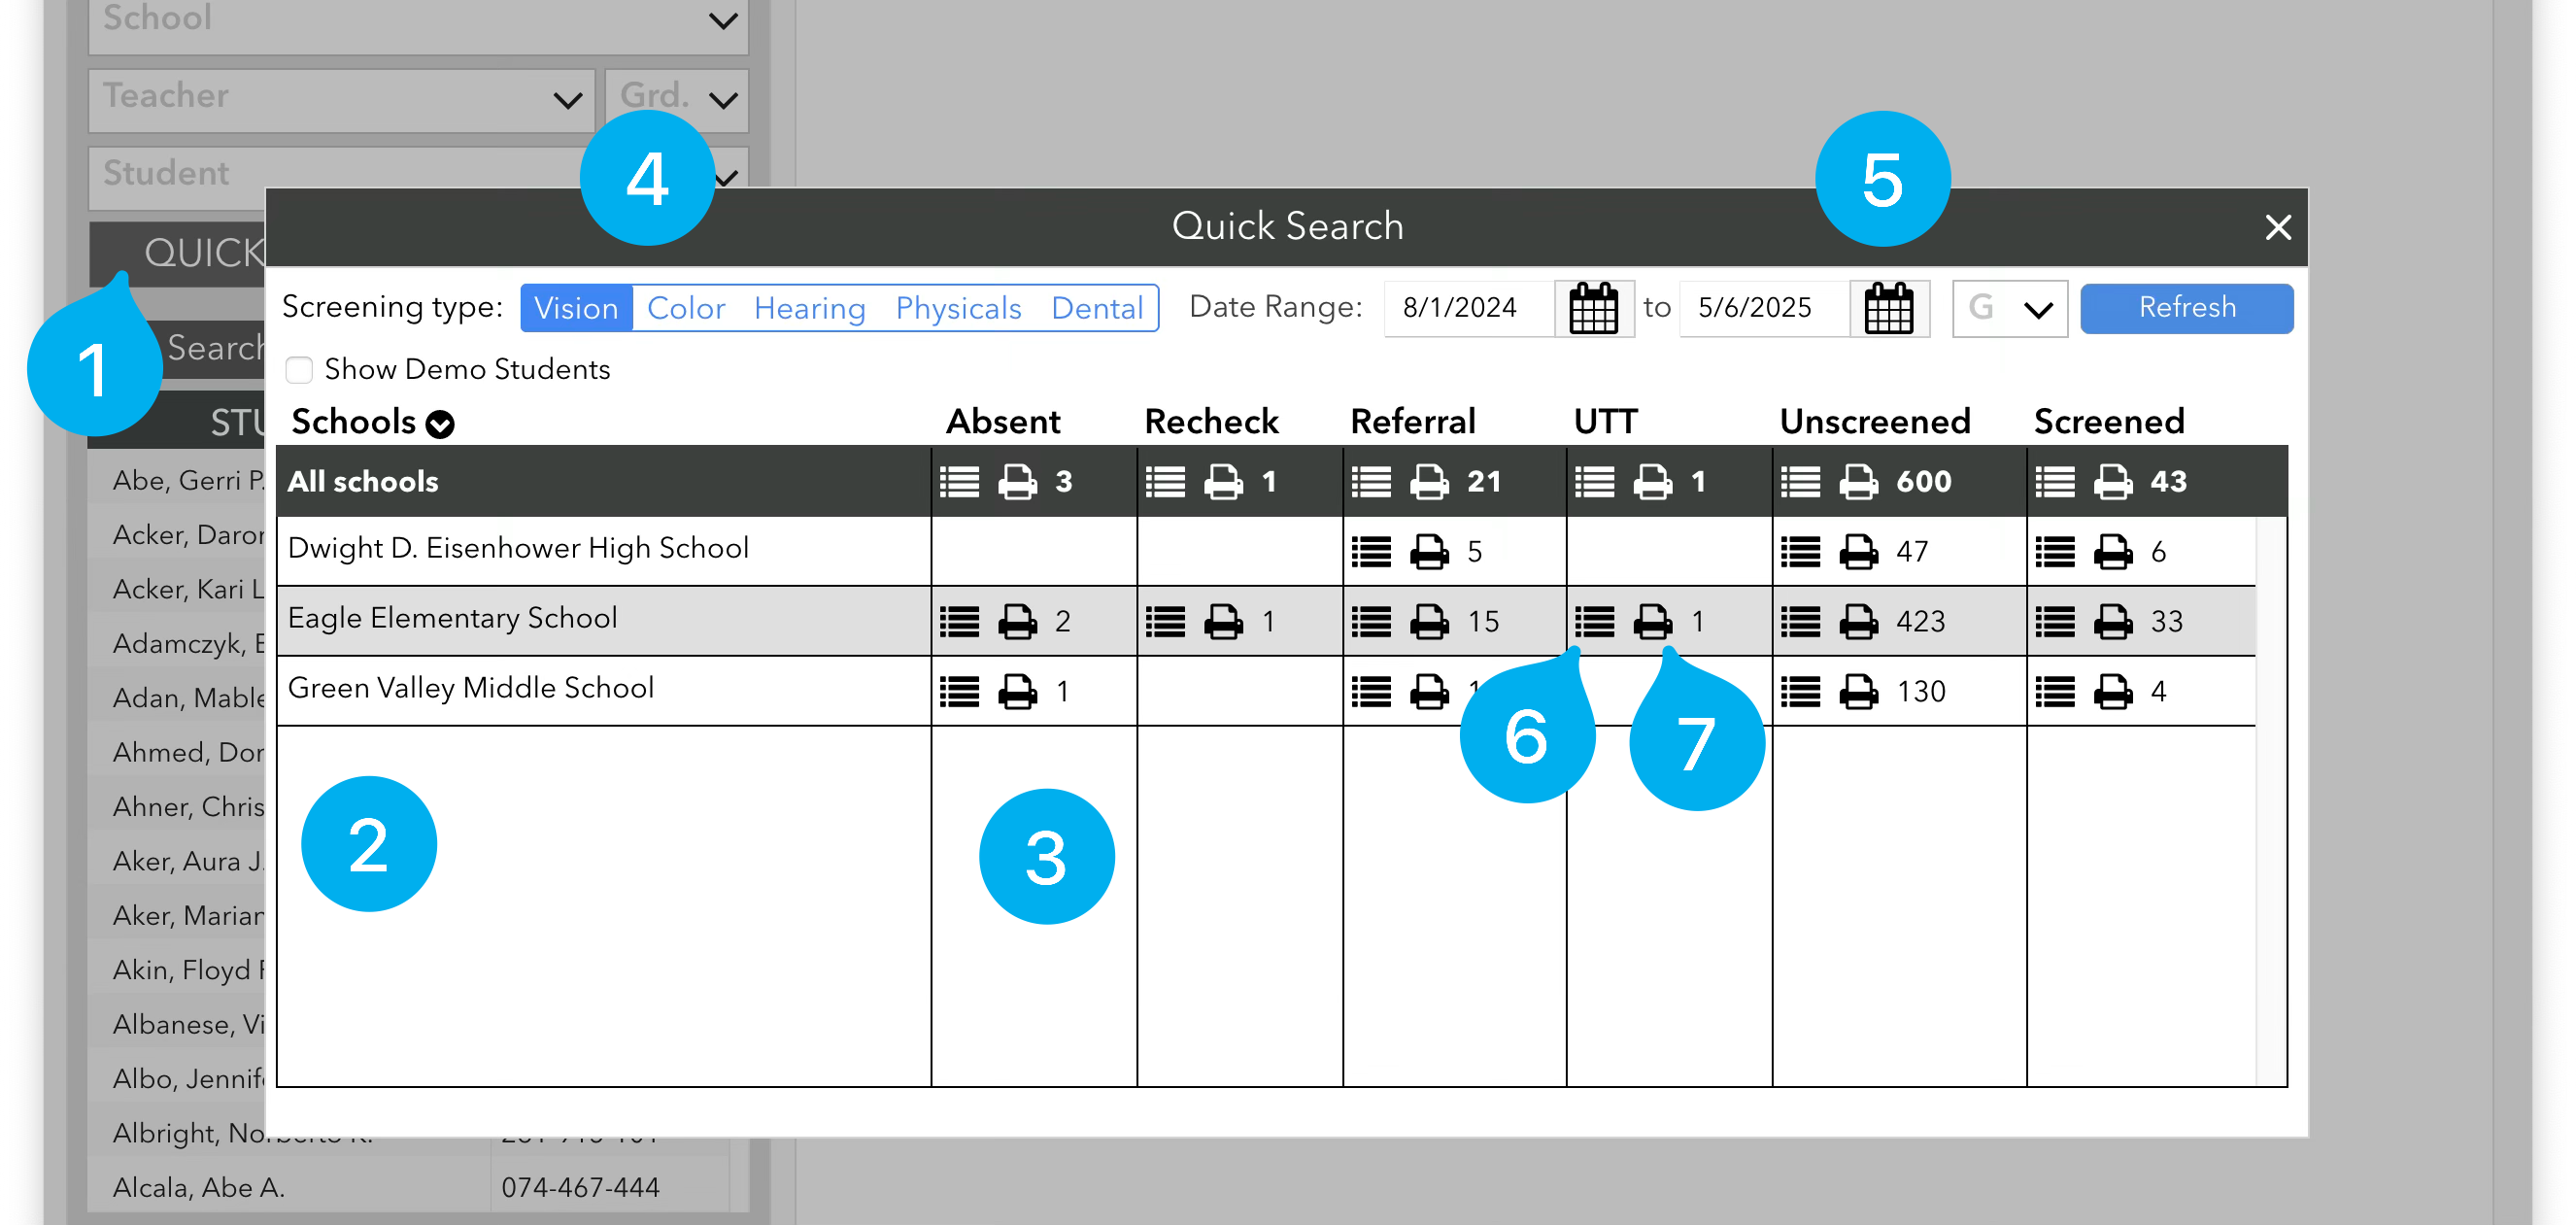 School
Teacher
Grd.
Student
4
5
QUICK
Quick Search
1
Search
Screening type: Vision Color Hearing Physicals Dental Date Range: 8/1/2024 to 5/6/2025 G Refresh
Show Demo Students
Schools Absent Recheck Referral UTT Unscreened Screened
All schools 3 1 21 1 600 43
Dwight D. Eisenhower High School 5 47 6
Eagle Elementary School 2 1 15 1 423 33
Green Valley Middle School 1 130 4
6
7
2
3
STU
Abe, Gerri P.
Acker, Daron
Acker, Kari L
Adamczyk, E
Adan, Mable
Ahmed, Dor
Ahner, Chris
Aker, Aura J.
Aker, Marian
Akin, Floyd
Albanese, Vi
Albo, Jennife
Albright, Norberto R.
Alcala, Abe A. 074-467-444